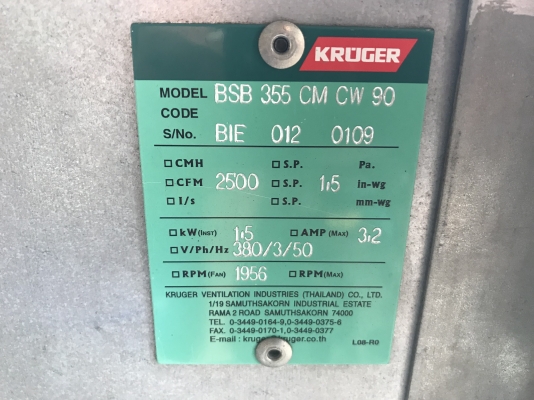 KRÜGER
MODEL BSB 355 CM CW 90
CODE
S/No. BIE 012 0109
CMH S.P. Pa.
CFM 2500 S.P. 1,5 in-wg
l/s S.P. mm-wg
kW(INST) 1,5 AMP(MAX) 3,2
V/Ph/Hz 380/3/50
RPM(FAN) 1956 RPM(MAX)
KRUGER VENTILATION INDUSTRIES (THAILAND) CO., LTD.
1/19 SAMUTHSAKORN INDUSTRIAL ESTATE
RAMA 2 ROAD SAMUTHSAKORN 74000
TEL. 0-3449-0164-9,0-3449-0375-6
FAX. 0-3449-0170-1,0-3449-0377
E-mail : kruger@kruger.co.th
L08-R0